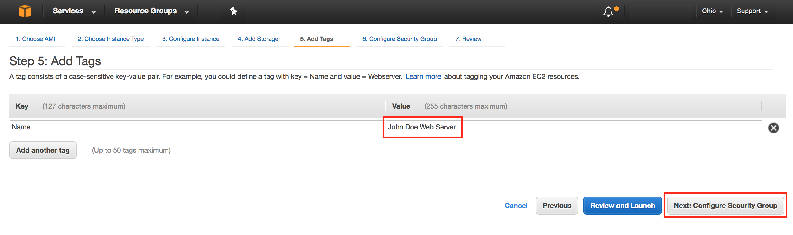 Services Resource Groups Ohio Support
1. Choose AMI 2. Choose Instance Type 3. Configure Instance 4. Add Storage 5. Add Tags 6. Configure Security Group 7. Review
Step 5: Add Tags
A tag consists of a case-sensitive key-value pair. For example, you could define a tag with key = Name and value = Webserver. Learn more about tagging your Amazon EC2 resources.
Key (127 characters maximum) Value (255 characters maximum)
Name John Doe Web Server
Add another tag (Up to 50 tags maximum)
Cancel Previous Review and Launch Next: Configure Security Group